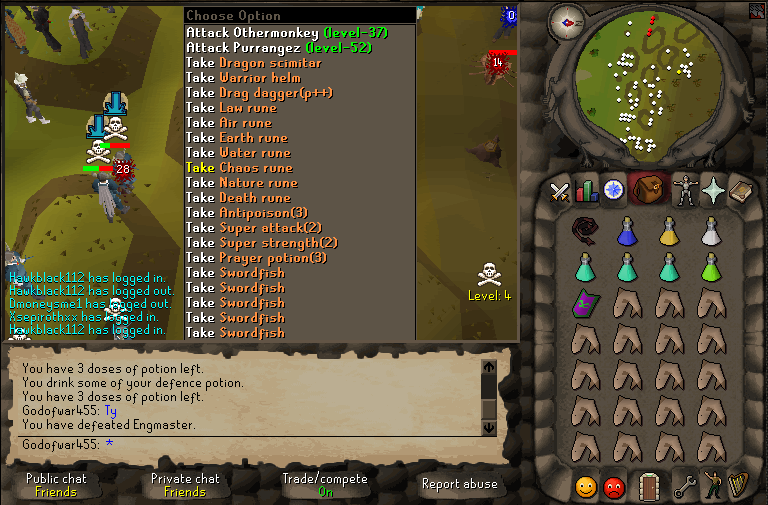 Choose Option
Attack Othermonkey (level-37)
Attack Purrangez (level-52)
Take Dragon scimitar
Take Warrior helm
Take Drag dagger(p++)
Take Law rune
Take Air rune
Take Earth rune
Take Water rune
Take Chaos rune
Take Nature rune
Take Death rune
Take Antipoison(3)
Take Super attack(2)
Take Super strength(2)
Take Prayer potion(3)
Take Swordfish
Take Swordfish
Take Swordfish
Take Swordfish
Take Swordfish
0
14
28
Level: 4
Hawkblack112 has logged in.
Hawkblack112 has logged out.
Dmoneysme1 has logged out.
Xsepirothxx has logged in.
Hawkblack112 has logged in.
You have 3 doses of potion left.
You drink some of your defence potion.
You have 3 doses of potion left.
Godofwar455: Ty
You have defeated Engmaster.
Godofwar455: *
Public chat
Friends
Private chat
Friends
Trade/compete
On
Report abuse